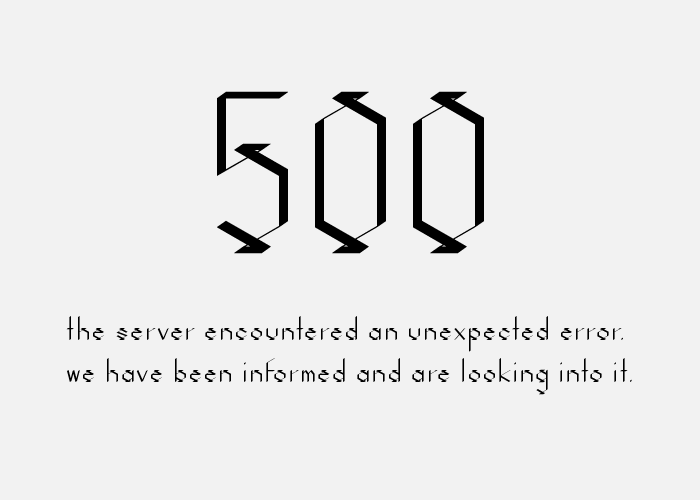 500
the server encountered an unexpected error.
we have been informed and are looking into it.